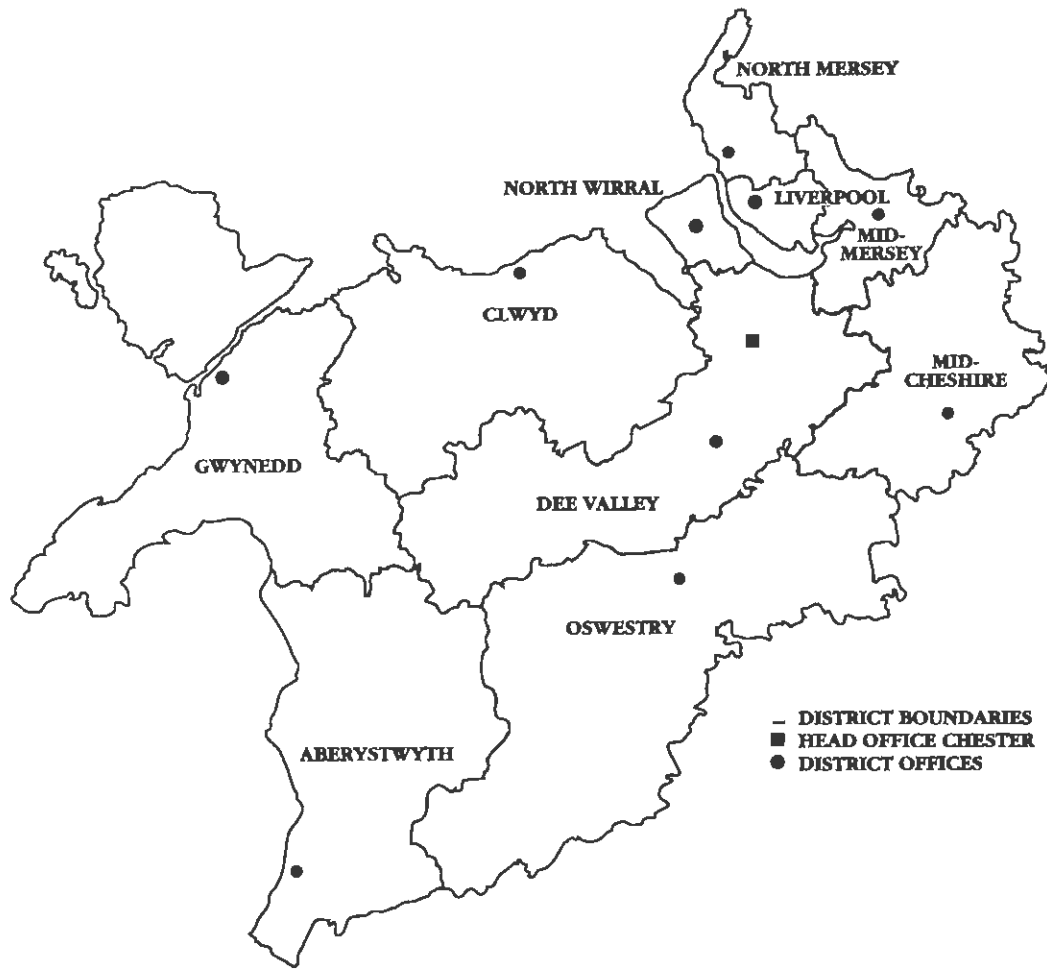 NORTH MERSEY
NORTH WIRRAL
LIVERPOOL
MID-
MERSEY
CLWYD
MID-
CHESHIRE
GWYNEDD
DEE VALLEY
OSWESTRY
ABERYSTWYTH
DISTRICT BOUNDARIES
HEAD OFFICE CHESTER
DISTRICT OFFICES